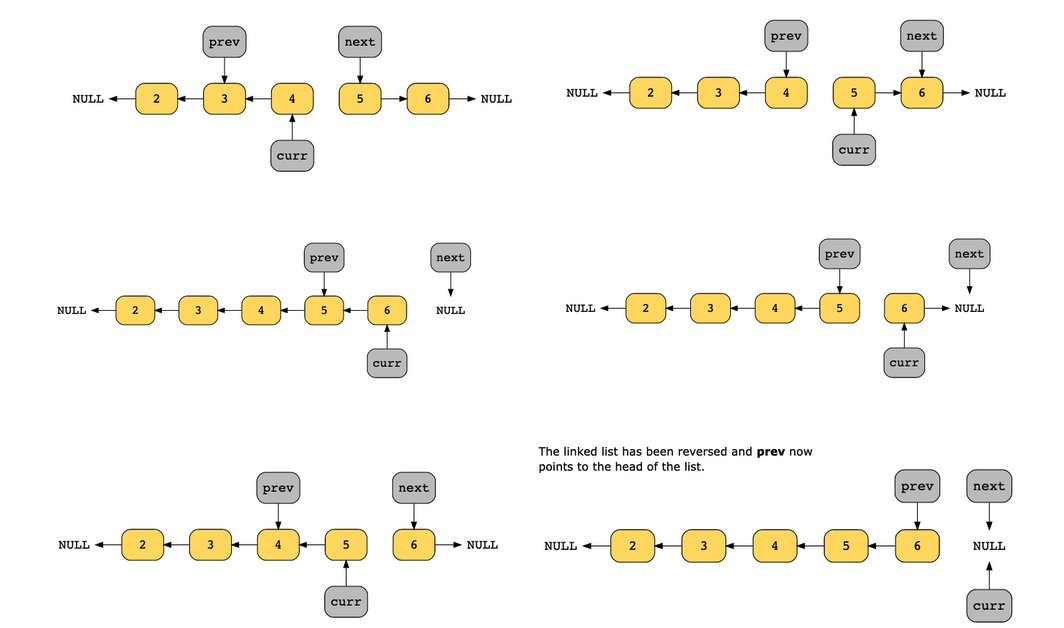 prev next
NULL 2 3 4 5 6 NULL
curr
prev next
NULL 2 3 4 5 6 NULL
curr
prev next
NULL 2 3 4 5 6 NULL
curr
prev next
NULL 2 3 4 5 6 NULL
curr
prev next
NULL 2 3 4 5 6 NULL
curr
The linked list has been reversed and prev now
points to the head of the list.
prev next
NULL 2 3 4 5 6 NULL
curr